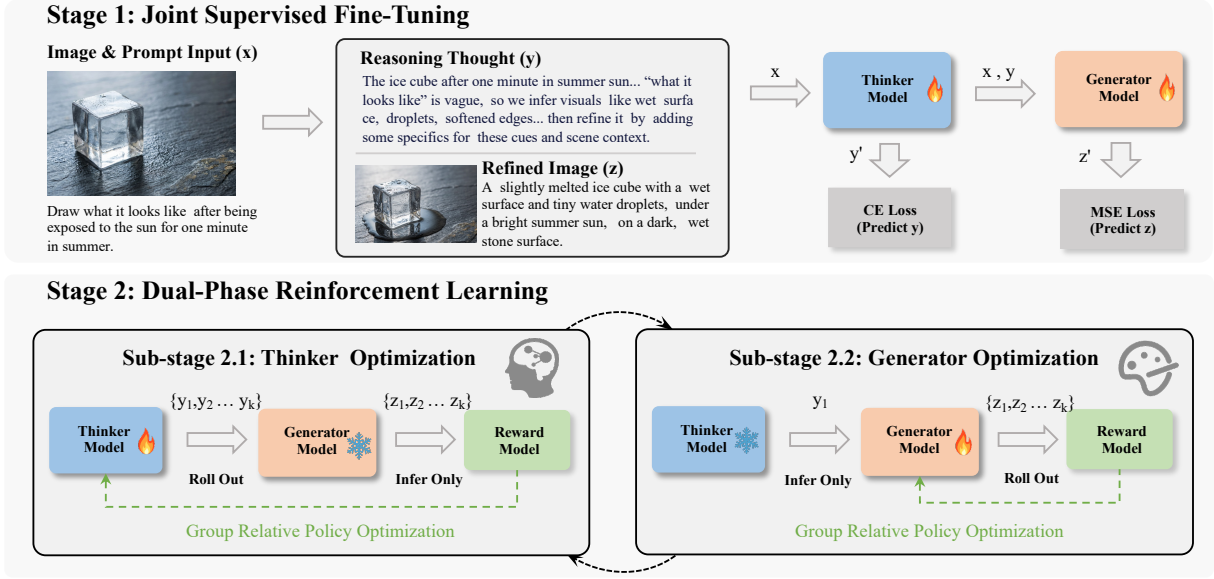 Stage 1: Joint Supervised Fine-Tuning
Image & Prompt Input (x)
Draw what it looks like after being
exposed to the sun for one minute
in summer.
Reasoning Thought (y)
The ice cube after one minute in summer sun... “what it
looks like” is vague, so we infer visuals like wet surfa
ce, droplets, softened edges... then refine it by adding
some specifics for these cues and scene context.
Refined Image (z)
A slightly melted ice cube with a wet
surface and tiny water droplets, under
a bright summer sun, on a dark, wet
stone surface.
x
Thinker
Model
x , y
Generator
Model
y'
z'
CE Loss
(Predict y)
MSE Loss
(Predict z)
Stage 2: Dual-Phase Reinforcement Learning
Sub-stage 2.1: Thinker Optimization
{y1,y2 … yk}
{z1,z2 … zk}
Thinker
Model
Generator
Model
Reward
Model
Roll Out
Infer Only
Group Relative Policy Optimization
Sub-stage 2.2: Generator Optimization
y1
{z1,z2 … zk}
Thinker
Model
Generator
Model
Reward
Model
Infer Only
Roll Out
Group Relative Policy Optimization